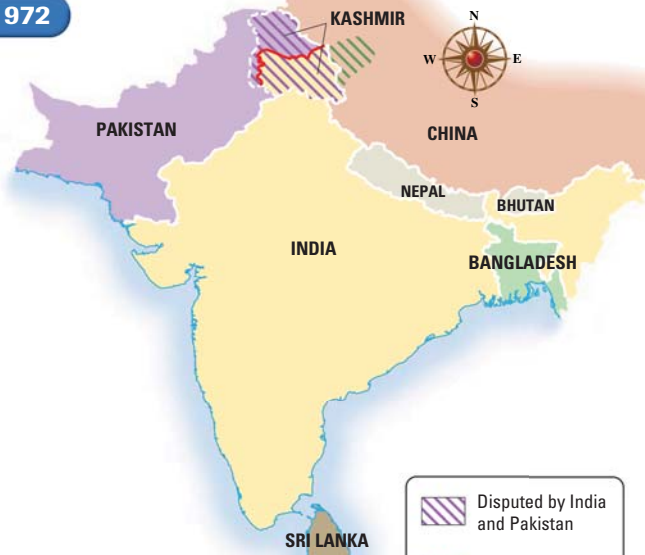 972
KASHMIR
N
W E
S
PAKISTAN
CHINA
NEPAL
BHUTAN
INDIA
BANGLADESH
Disputed by India
and Pakistan
SRI LANKA